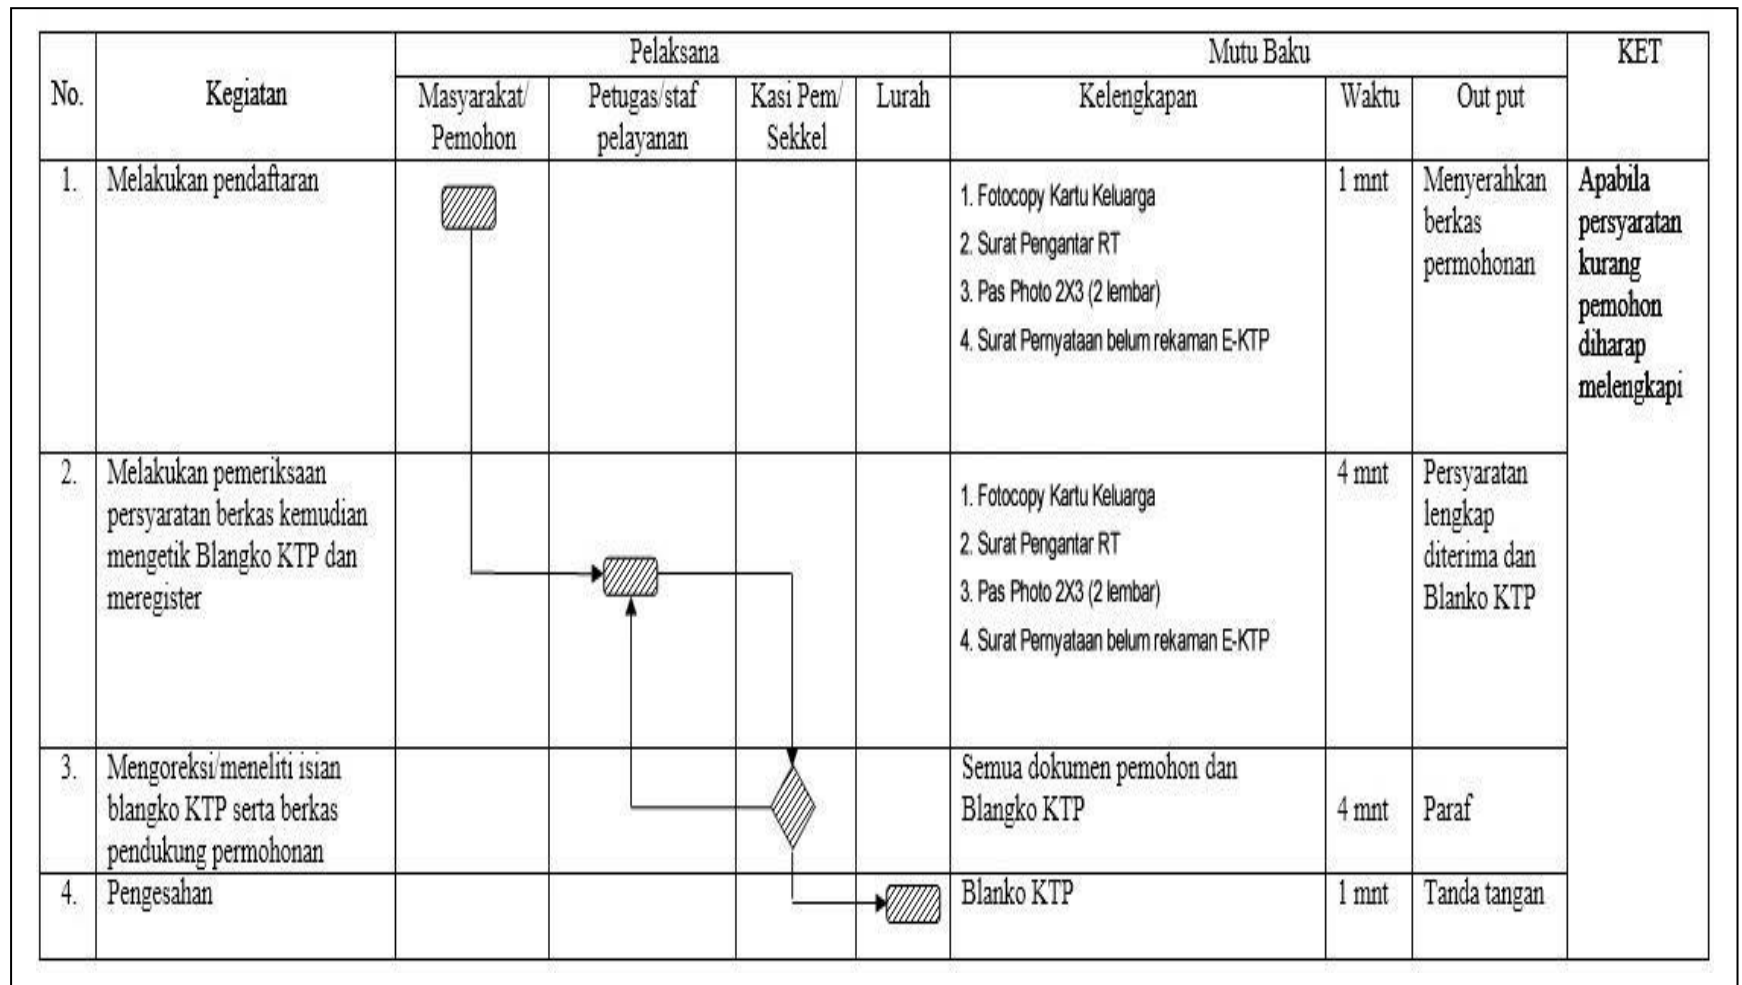 No.
Kegiatan
Pelaksana
Mutu Baku
KET
Masyarakat/
Pemohon
Petugas/staf
pelayanan
Kasi Pem/
Sekkel
Lurah
Kelengkapan
Waktu
Out put
1.
Melakukan pendaftaran
1. Fotocopy Kartu Keluarga
2. Surat Pengantar RT
3. Pas Photo 2X3 (2 lembar)
4. Surat Pernyataan belum rekaman E-KTP
1 mnt
Menyerahkan
berkas
permohonan
Apabila
persyaratan
kurang
pemohon
diharap
melengkapi
2.
Melakukan pemeriksaan
persyaratan berkas kemudian
mengetik Blangko KTP dan
meregister
1. Fotocopy Kartu Keluarga
2. Surat Pengantar RT
3. Pas Photo 2X3 (2 lembar)
4. Surat Pernyataan belum rekaman E-KTP
4 mnt
Persyaratan
lengkap
diterima dan
Blanko KTP
3.
Mengoreksi/meneliti isian
blangko KTP serta berkas
pendukung permohonan
Semua dokumen pemohon dan
Blangko KTP
4 mnt
Paraf
4.
Pengesahan
Blanko KTP
1 mnt
Tanda tangan